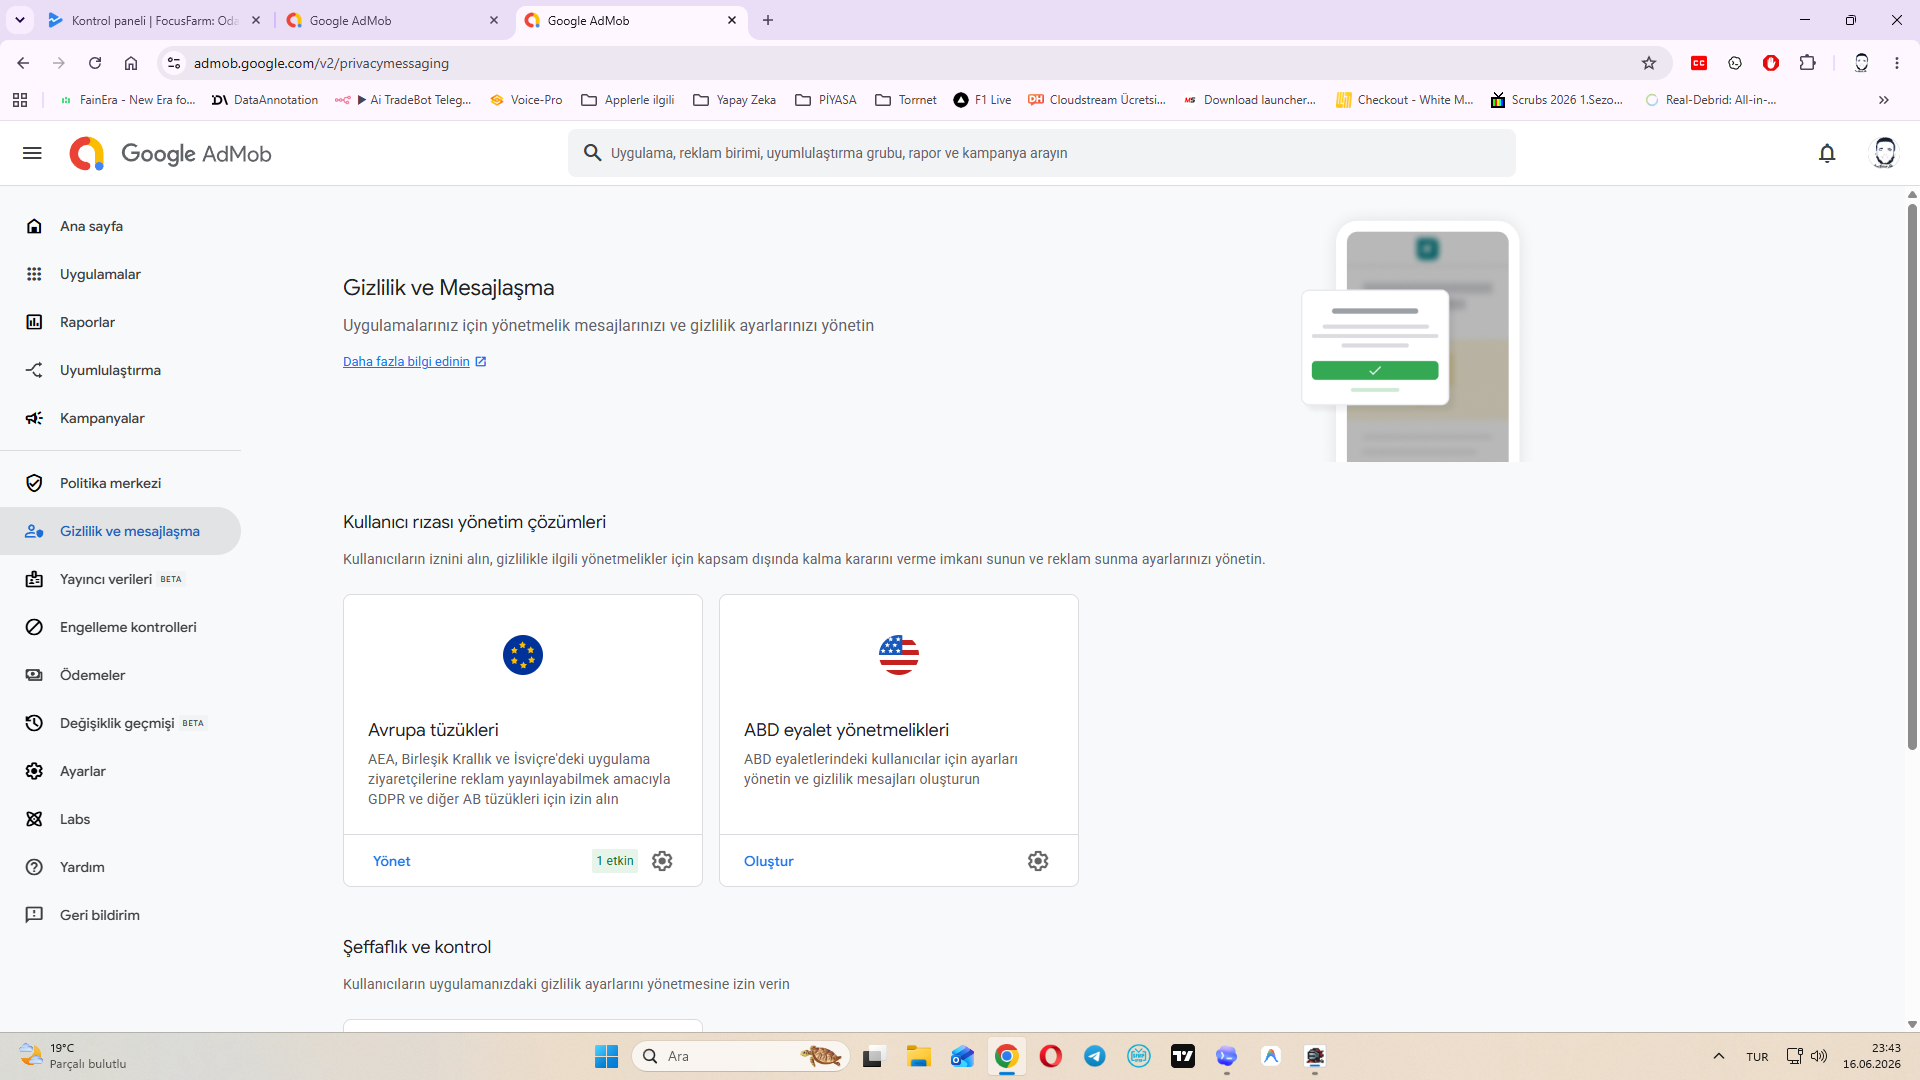 Kontrol paneli | FocusFarm: Oda
Google AdMob
Google AdMob
admob.google.com/v2/privacymessaging
FainEra - New Era fo...
DataAnnotation
Ai TradeBot Teleg...
Voice-Pro
Applerle ilgili
Yapay Zeka
PİYASA
Torrnet
F1 Live
Cloudstream Ücretsi...
Download launcher...
Checkout - White M...
Scrubs 2026 1.Sezo...
Real-Debrid: All-in-...
Google AdMob
Uygulama, reklam birimi, uyumlulaştırma grubu, rapor ve kampanya arayın
Ana sayfa
Uygulamalar
Raporlar
Uyumlulaştırma
Kampanyalar
Politika merkezi
Gizlilik ve mesajlaşma
Yayıncı verileri BETA
Engelleme kontrolleri
Ödemeler
Değişiklik geçmişi BETA
Ayarlar
Labs
Yardım
Geri bildirim
Gizlilik ve Mesajlaşma
Uygulamalarınız için yönetmelik mesajlarınızı ve gizlilik ayarlarınızı yönetin
Daha fazla bilgi edinin
Kullanıcı rızası yönetim çözümleri
Kullanıcıların iznini alın, gizlilikle ilgili yönetmelikler için kapsam dışında kalma kararını verme imkanı sunun ve reklam sunma ayarlarınızı yönetin.
Avrupa tüzükleri
AEA, Birleşik Krallık ve İsviçre'deki uygulama
ziyaretçilerine reklam yayınlayabilmek amacıyla
GDPR ve diğer AB tüzükleri için izin alın
Yönet
1 etkin
ABD eyalet yönetmelikleri
ABD eyaletlerindeki kullanıcılar için ayarları
yönetin ve gizlilik mesajları oluşturun
Oluştur
Şeffaflık ve kontrol
Kullanıcıların uygulamanızdaki gizlilik ayarlarını yönetmesine izin verin
19°C
Parçalı bulutlu
Ara
TUR
23:43
16.06.2026